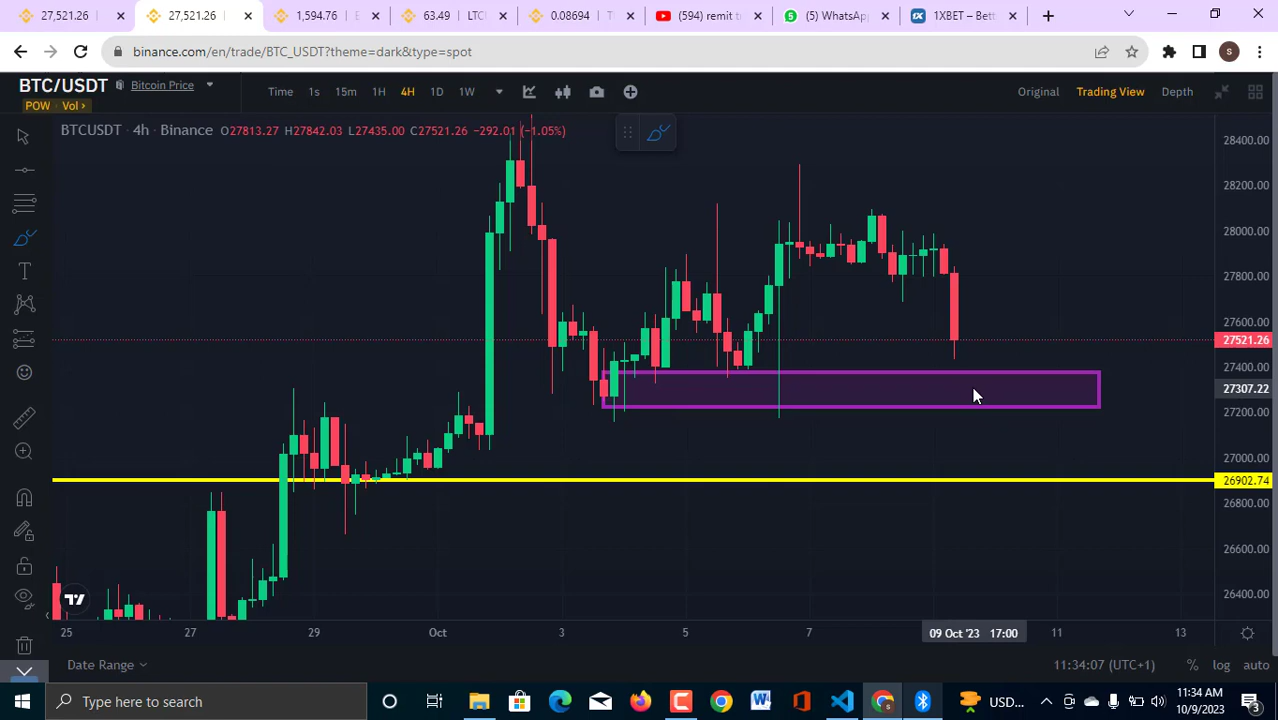 27,521.26
27,521.26
1,594.76
63.49 LTC
0.08694
(594) remit t
(5) WhatsAp
1XBET – Bett
binance.com/en/trade/BTC_USDT?theme=dark&type=spot
S
BTC/USDT Bitcoin Price
POW Vol ›
Time 1s 15m 1H 4H 1D 1W
Original Trading View Depth
BTCUSDT · 4h · Binance O27813.27 H27842.03 L27435.00 C27521.26 −292.01 (−1.05%)
28400.00
28200.00
28000.00
27800.00
27600.00
27521.26
27400.00
27307.22
27200.00
27000.00
26902.74
26800.00
26600.00
26400.00
25 27 29 Oct 3 5 7 09 Oct '23 17:00 11 13
Date Range 11:34:07 (UTC+1) % log auto
Type here to search
USD...
11:34 AM
10/9/2023
3